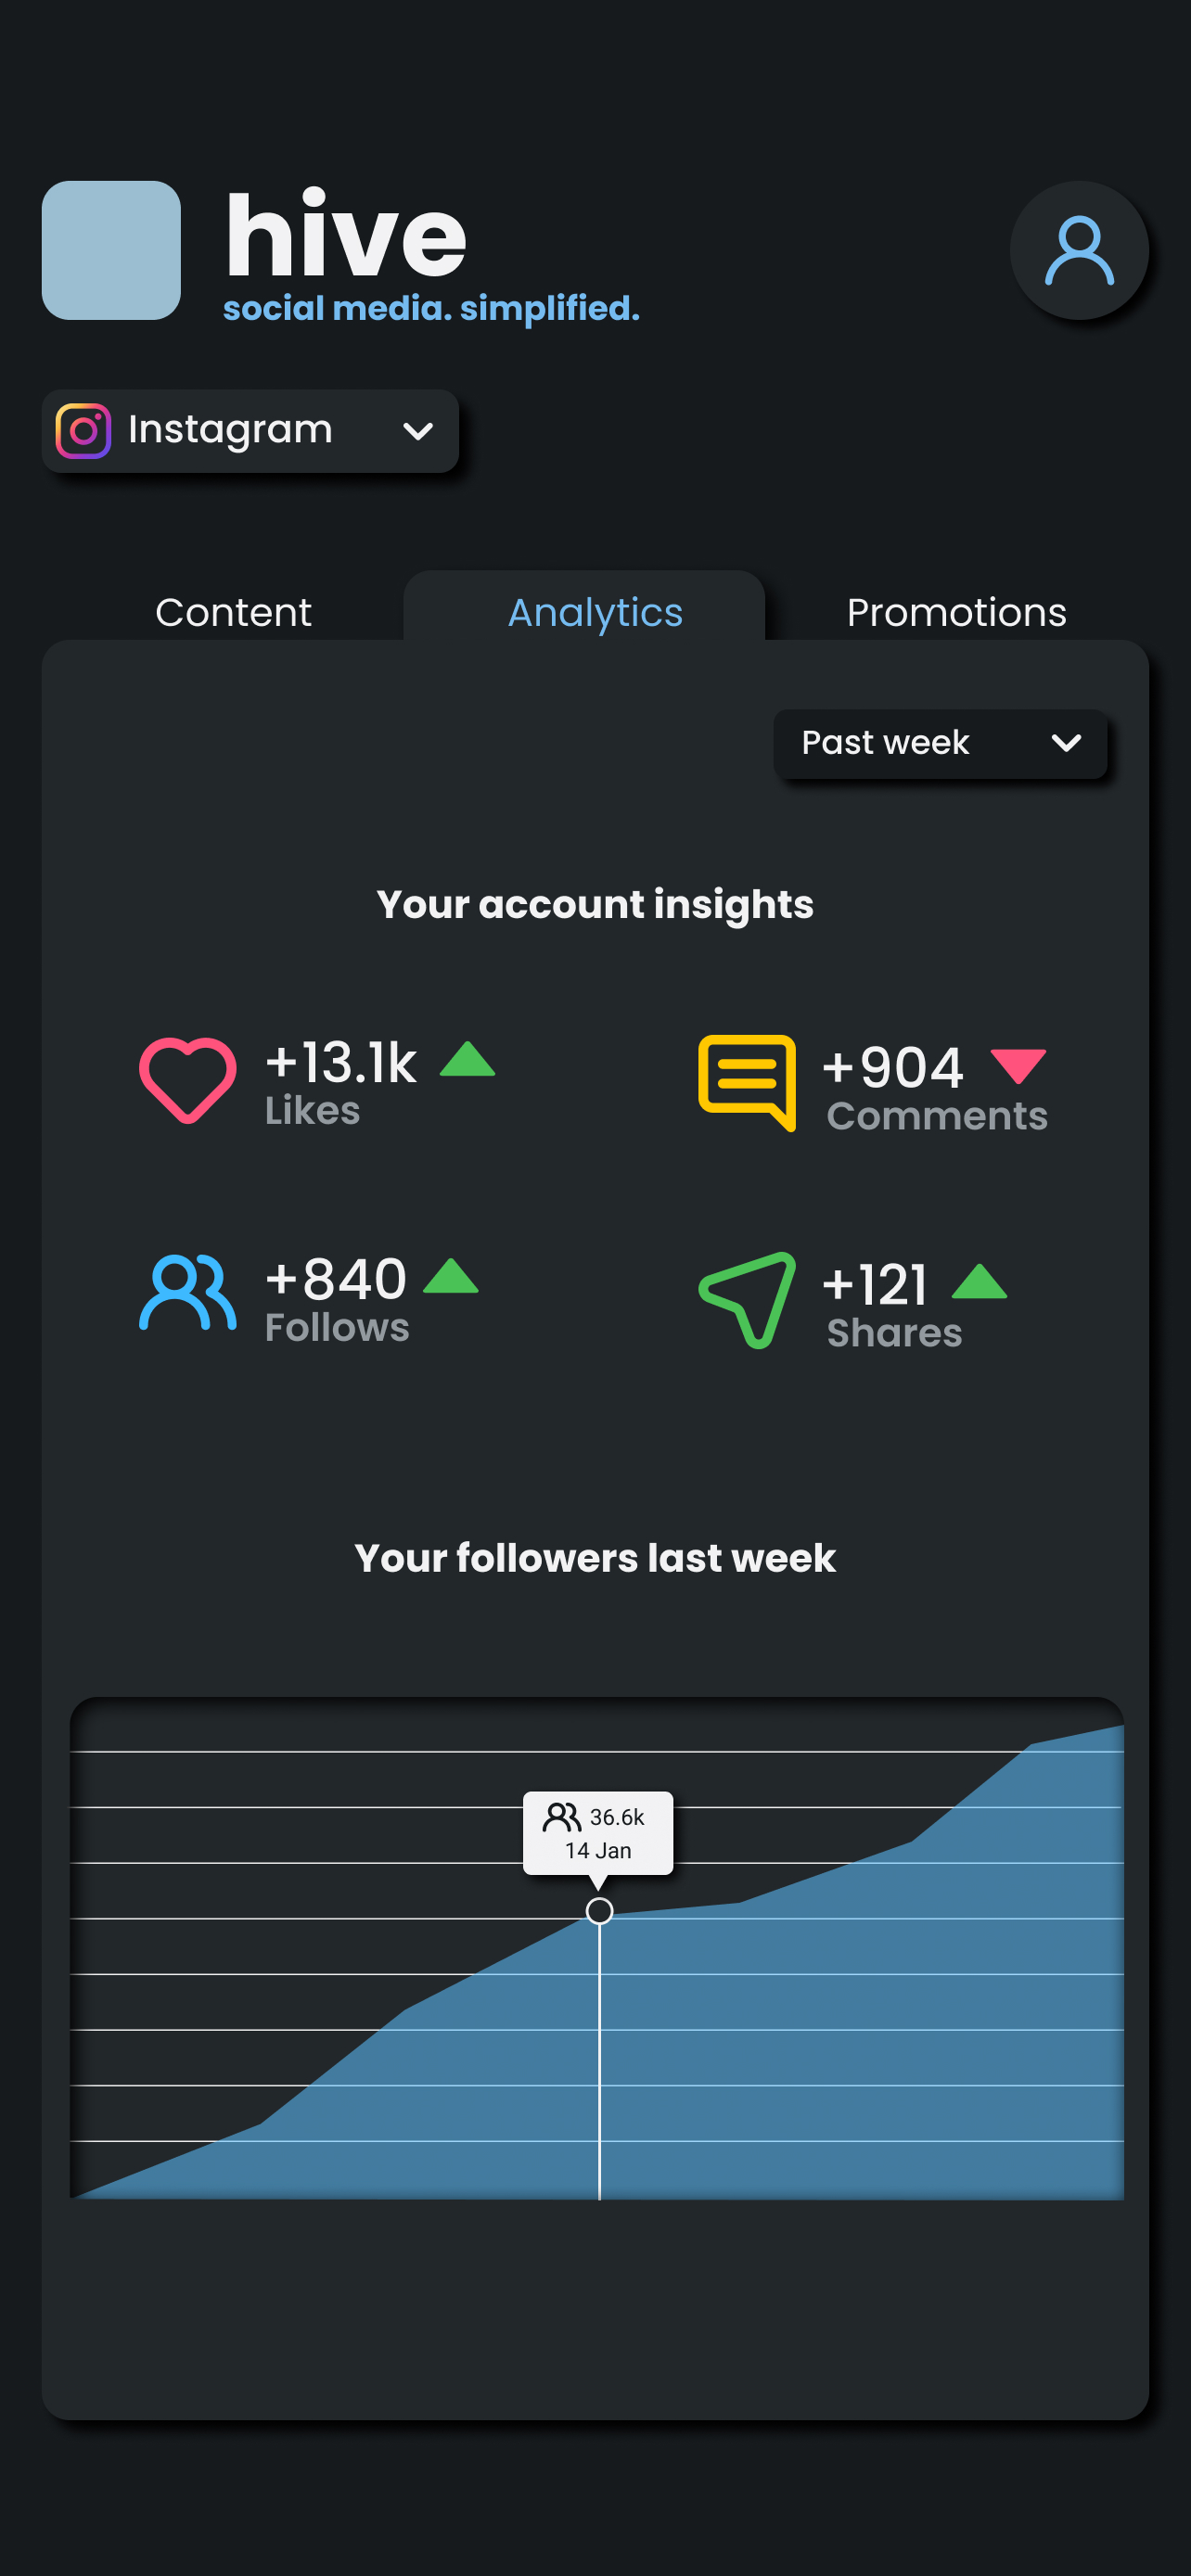 hive
social media. simplified.
Instagram
Content Analytics Promotions
Past week
Your account insights
+13.1k
Likes
+904
Comments
+840
Follows
+121
Shares
Your followers last week
36.6k
14 Jan